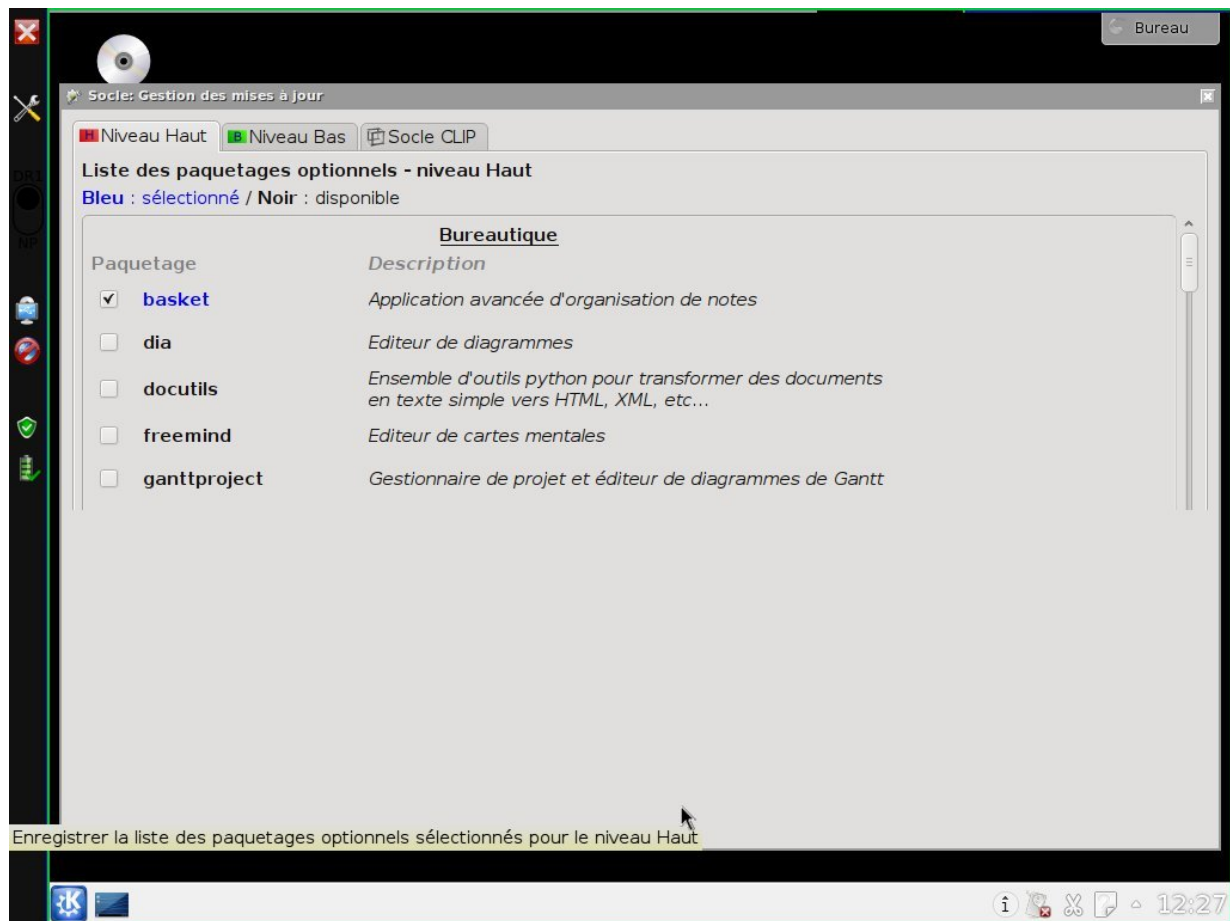 Bureau
Socle: Gestion des mises à jour
H Niveau Haut B Niveau Bas Socle CLIP
Liste des paquetages optionnels - niveau Haut
Bleu : sélectionné / Noir : disponible
DR1
NP
Bureautique
Paquetage Description
basket Application avancée d'organisation de notes
dia Editeur de diagrammes
docutils Ensemble d'outils python pour transformer des documents
en texte simple vers HTML, XML, etc...
freemind Editeur de cartes mentales
ganttproject Gestionnaire de projet et éditeur de diagrammes de Gantt
Enregistrer la liste des paquetages optionnels sélectionnés pour le niveau Haut
12:27